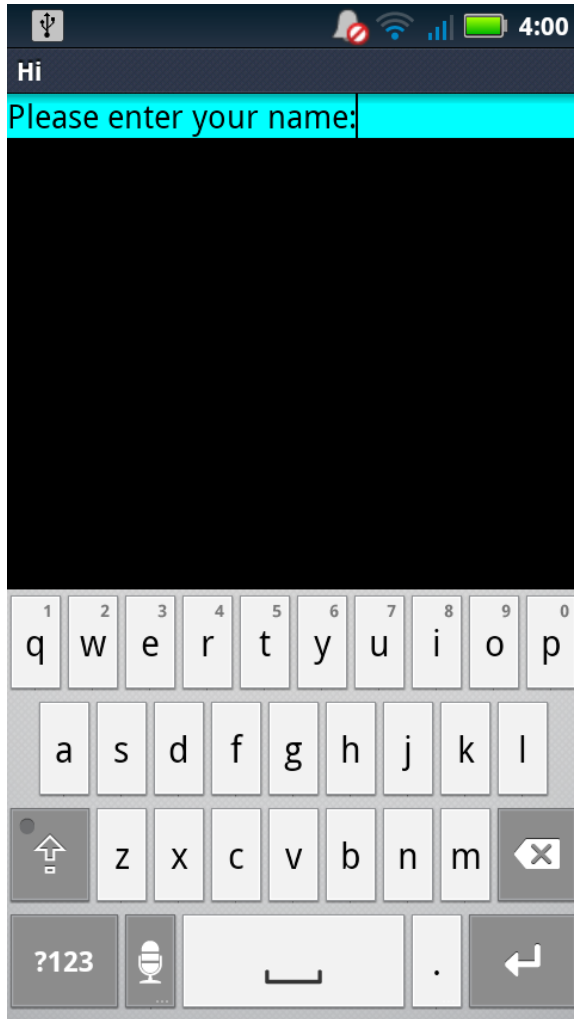 4:00
Hi
Please enter your name:
1 2 3 4 5 6 7 8 9 0
q w e r t y u i o p
a s d f g h j k l
z x c v b n m
?123 ... .